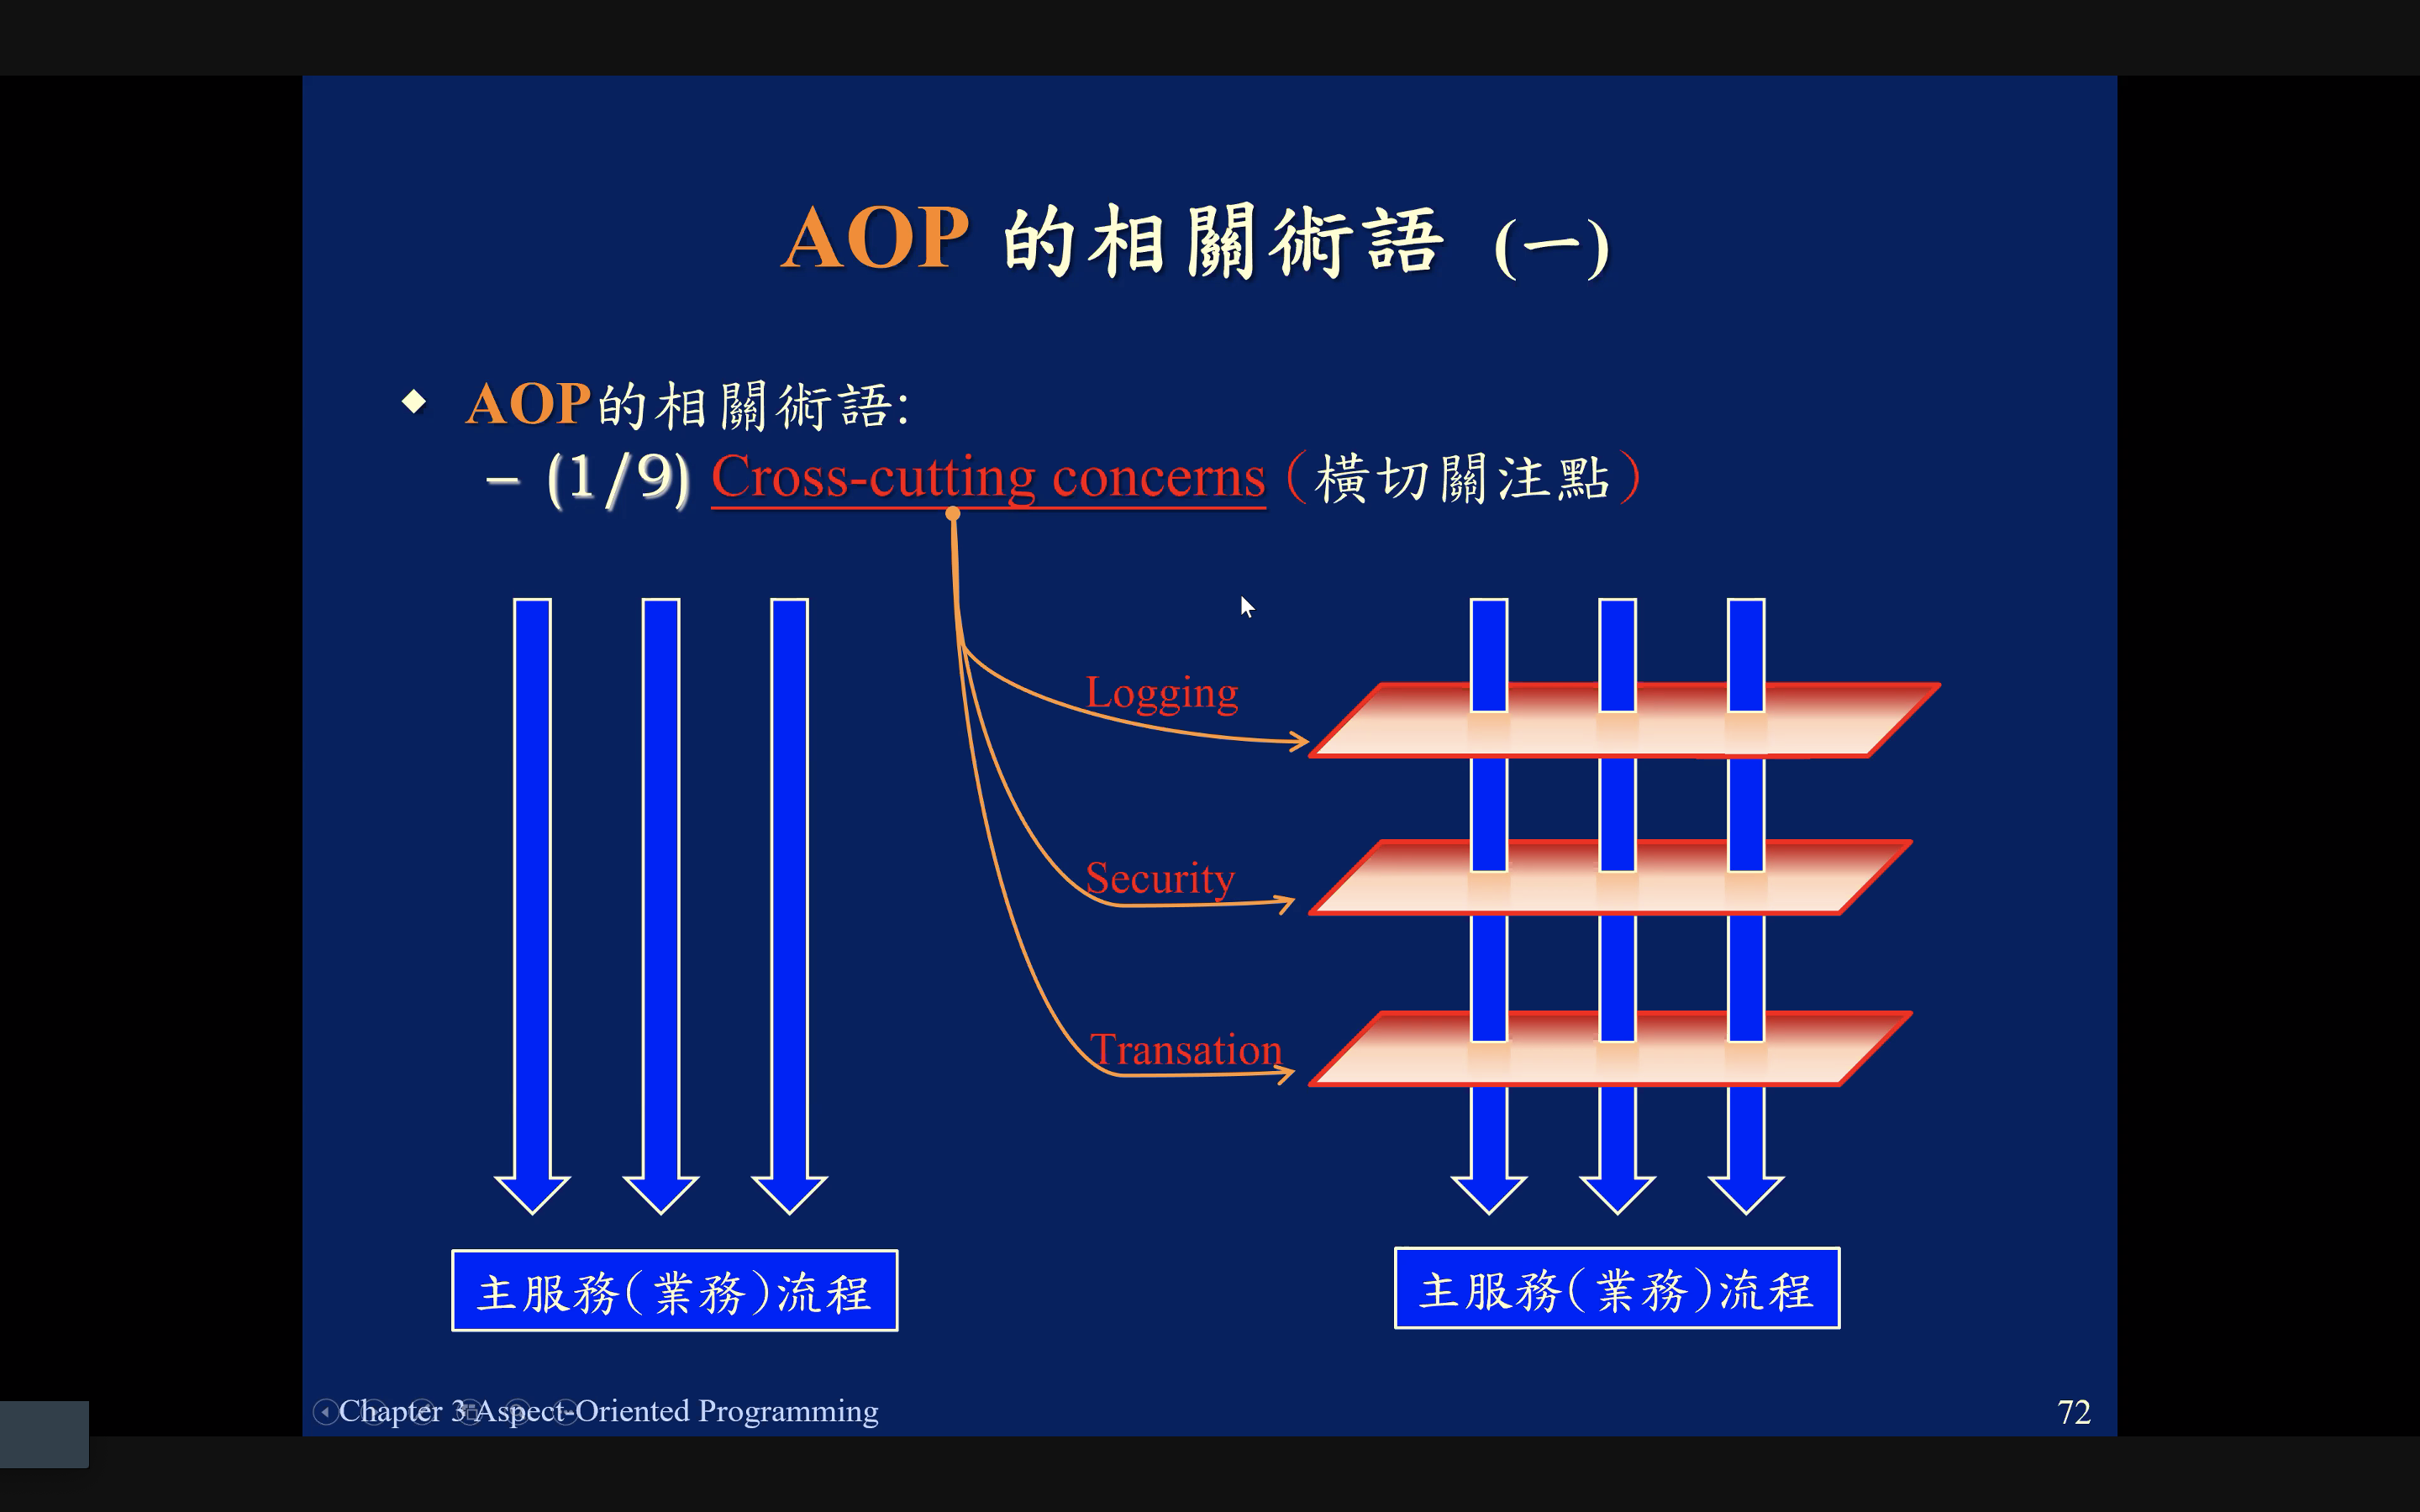 AOP 的相關術語 (一)
AOP的相關術語:
– (1/9) Cross-cutting concerns（橫切關注點）
Logging
Security
Transation
主服務(業務)流程
主服務(業務)流程
Chapter 3 Aspect-Oriented Programming
72